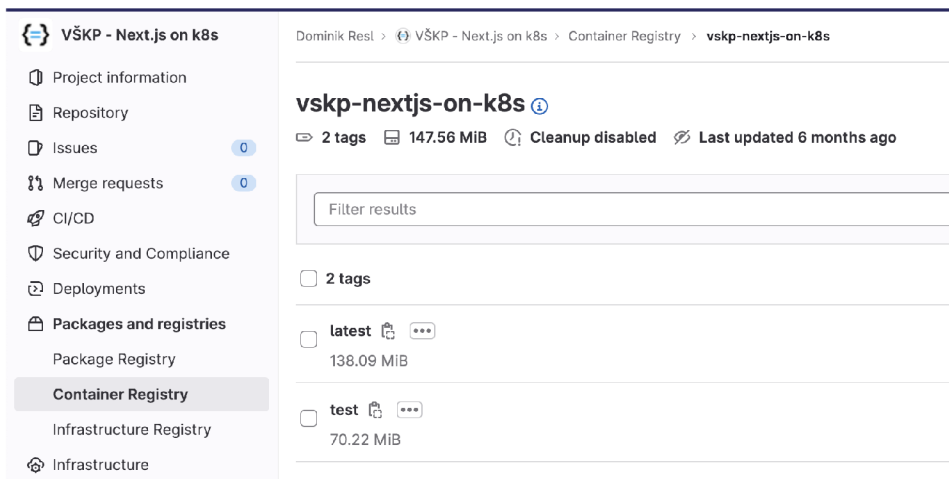 VŠKP - Next.js on k8s
Project information
Repository
Issues 0
Merge requests 0
CI/CD
Security and Compliance
Deployments
Packages and registries
Package Registry
Container Registry
Infrastructure Registry
Infrastructure
Dominik Resl > VŠKP - Next.js on k8s > Container Registry > vskp-nextjs-on-k8s
vskp-nextjs-on-k8s
2 tags 147.56 MiB Cleanup disabled Last updated 6 months ago
Filter results
2 tags
latest
138.09 MiB
test
70.22 MiB